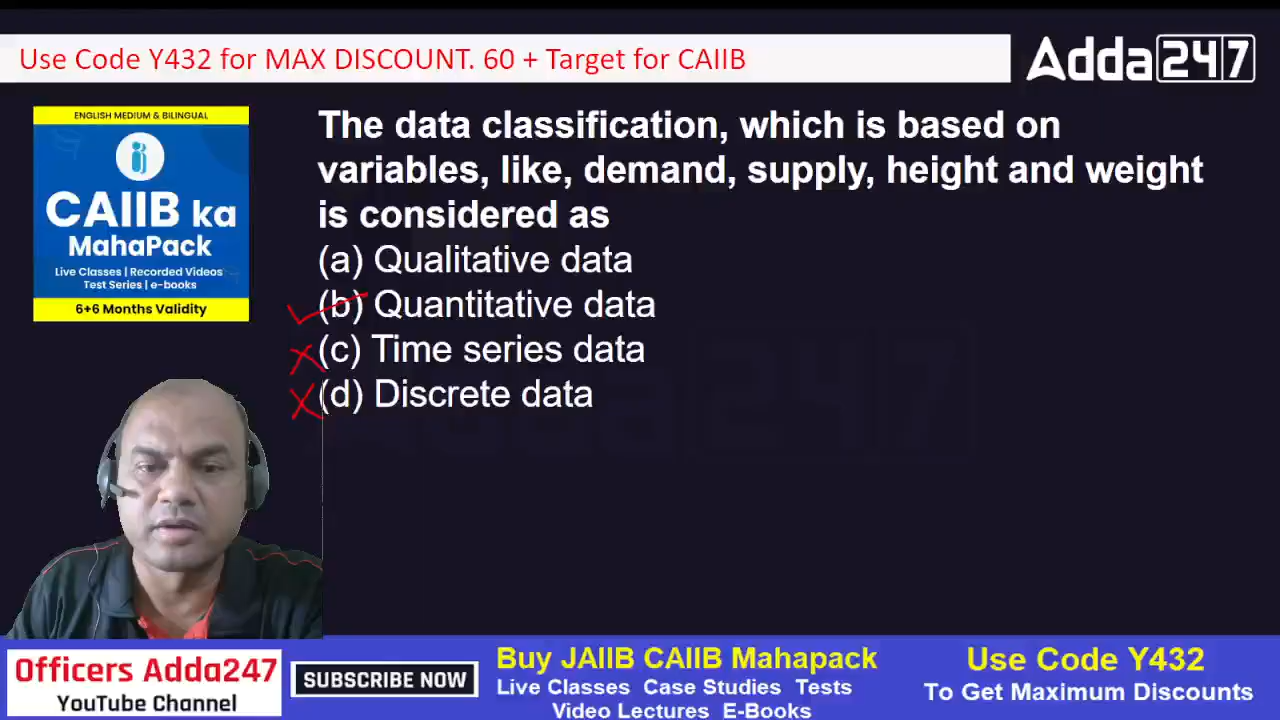 Use Code Y432 for MAX DISCOUNT. 60 + Target for CAIIB
Adda247
ENGLISH MEDIUM & BILINGUAL
CAIIB ka
MahaPack
Live Classes | Recorded Videos
Test Series | e-books
6+6 Months Validity
The data classification, which is based on
variables, like, demand, supply, height and weight
is considered as
(a) Qualitative data
(b) Quantitative data
(c) Time series data
(d) Discrete data
Adda247
Officers Adda247
YouTube Channel
SUBSCRIBE NOW
Buy JAIIB CAIIB Mahapack
Live Classes Case Studies Tests
Video Lectures E-Books
Use Code Y432
To Get Maximum Discounts